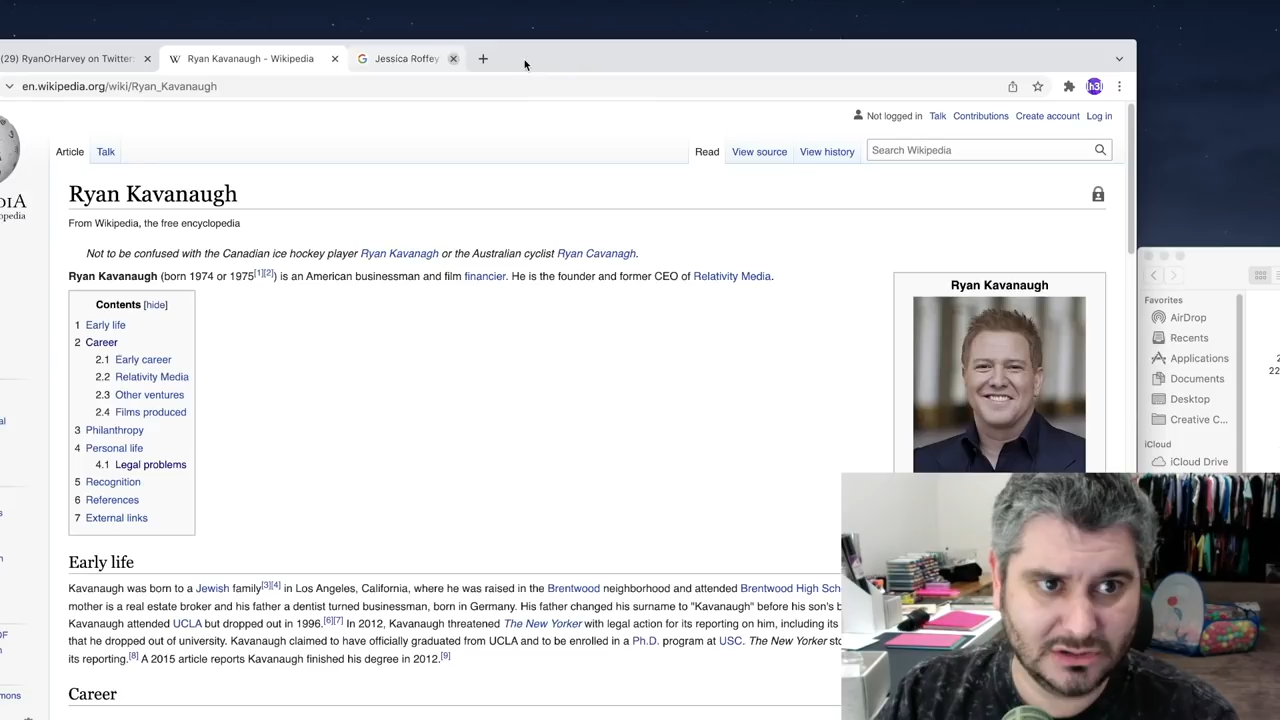 (29) RyanOrHarvey on Twitter:
Ryan Kavanaugh - Wikipedia
Jessica Roffey
en.wikipedia.org/wiki/Ryan_Kavanaugh
h3
Not logged in Talk Contributions Create account Log in
Article Talk
Read View source View history
Search Wikipedia
Ryan Kavanaugh
From Wikipedia, the free encyclopedia
Not to be confused with the Canadian ice hockey player Ryan Kavanagh or the Australian cyclist Ryan Cavanagh.
Ryan Kavanaugh (born 1974 or 1975[1][2]) is an American businessman and film financier. He is the founder and former CEO of Relativity Media.
Contents [hide]
1 Early life
2 Career
2.1 Early career
2.2 Relativity Media
2.3 Other ventures
2.4 Films produced
3 Philanthropy
4 Personal life
4.1 Legal problems
5 Recognition
6 References
7 External links
Ryan Kavanaugh
Early life
Kavanaugh was born to a Jewish family[3][4] in Los Angeles, California, where he was raised in the Brentwood neighborhood and attended Brentwood High Sch
mother is a real estate broker and his father a dentist turned businessman, born in Germany. His father changed his surname to "Kavanaugh" before his son's b
Kavanaugh attended UCLA but dropped out in 1996.[6][7] In 2012, Kavanaugh threatened The New Yorker with legal action for its reporting on him, including its
that he dropped out of university. Kavanaugh claimed to have officially graduated from UCLA and to be enrolled in a Ph.D. program at USC. The New Yorker sto
its reporting.[8] A 2015 article reports Kavanaugh finished his degree in 2012.[9]
Career
Favorites
AirDrop
Recents
Applications
Documents
Desktop
Creative C...
iCloud
iCloud Drive